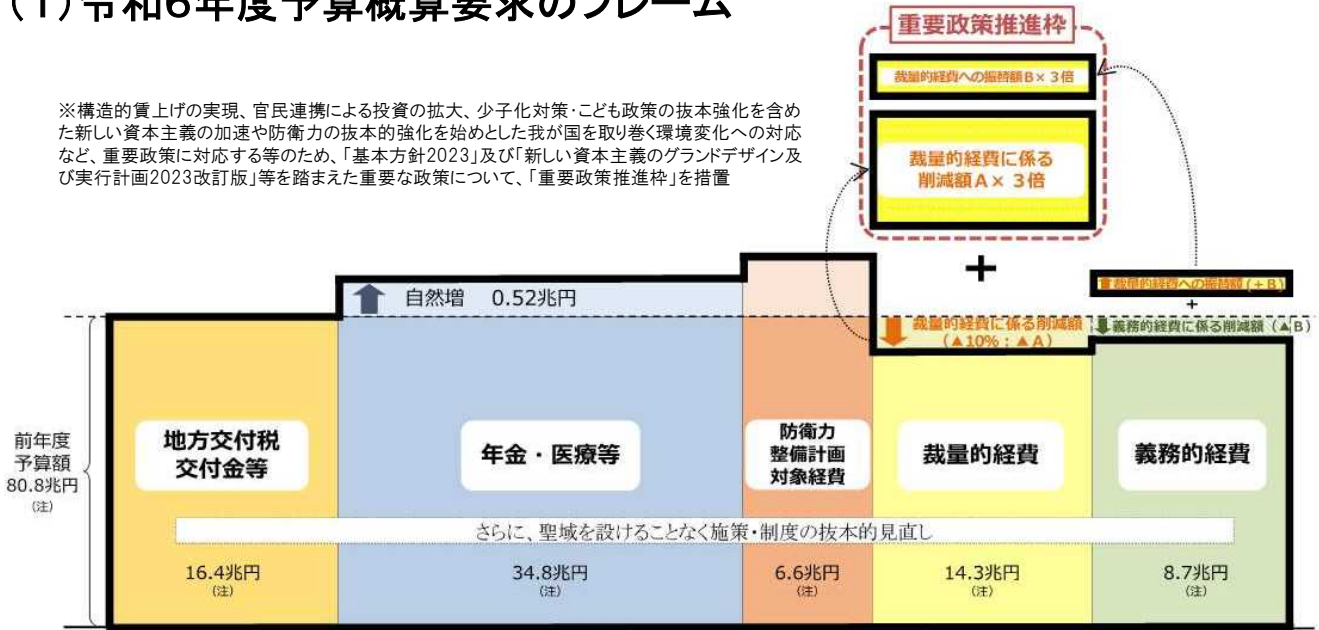 (1)令和6年度予算概算要求のフレーム
重要政策推進枠
裁量的経費への振替額B×3倍
※構造的賃上げの実現、官民連携による投資の拡大、少子化対策・こども政策の抜本強化を含め
た新しい資本主義の加速や防衛力の抜本的強化を始めとした我が国を取り巻く環境変化への対応
など、重要政策に対応する等のため、「基本方針2023」及び「新しい資本主義のグランドデザイン及
び実行計画2023改訂版」等を踏まえた重要な政策について、「重要政策推進枠」を措置
裁量的経費に係る
削減額A× 3倍
+
自然増 0.52兆円
裁量的経費への振替額(+B)
+
裁量的経費に係る削減額
(▲10%:▲A)
義務的経費に係る削減額(▲B)
前年度
予算額
80.8兆円
(注)
地方交付税
交付金等
年金・医療等
防衛力
整備計画
対象経費
裁量的経費
義務的経費
さらに、聖域を設けることなく施策・制度の抜本的見直し
16.4兆円
(注)
34.8兆円
(注)
6.6兆円
(注)
14.3兆円
(注)
8.7兆円
(注)